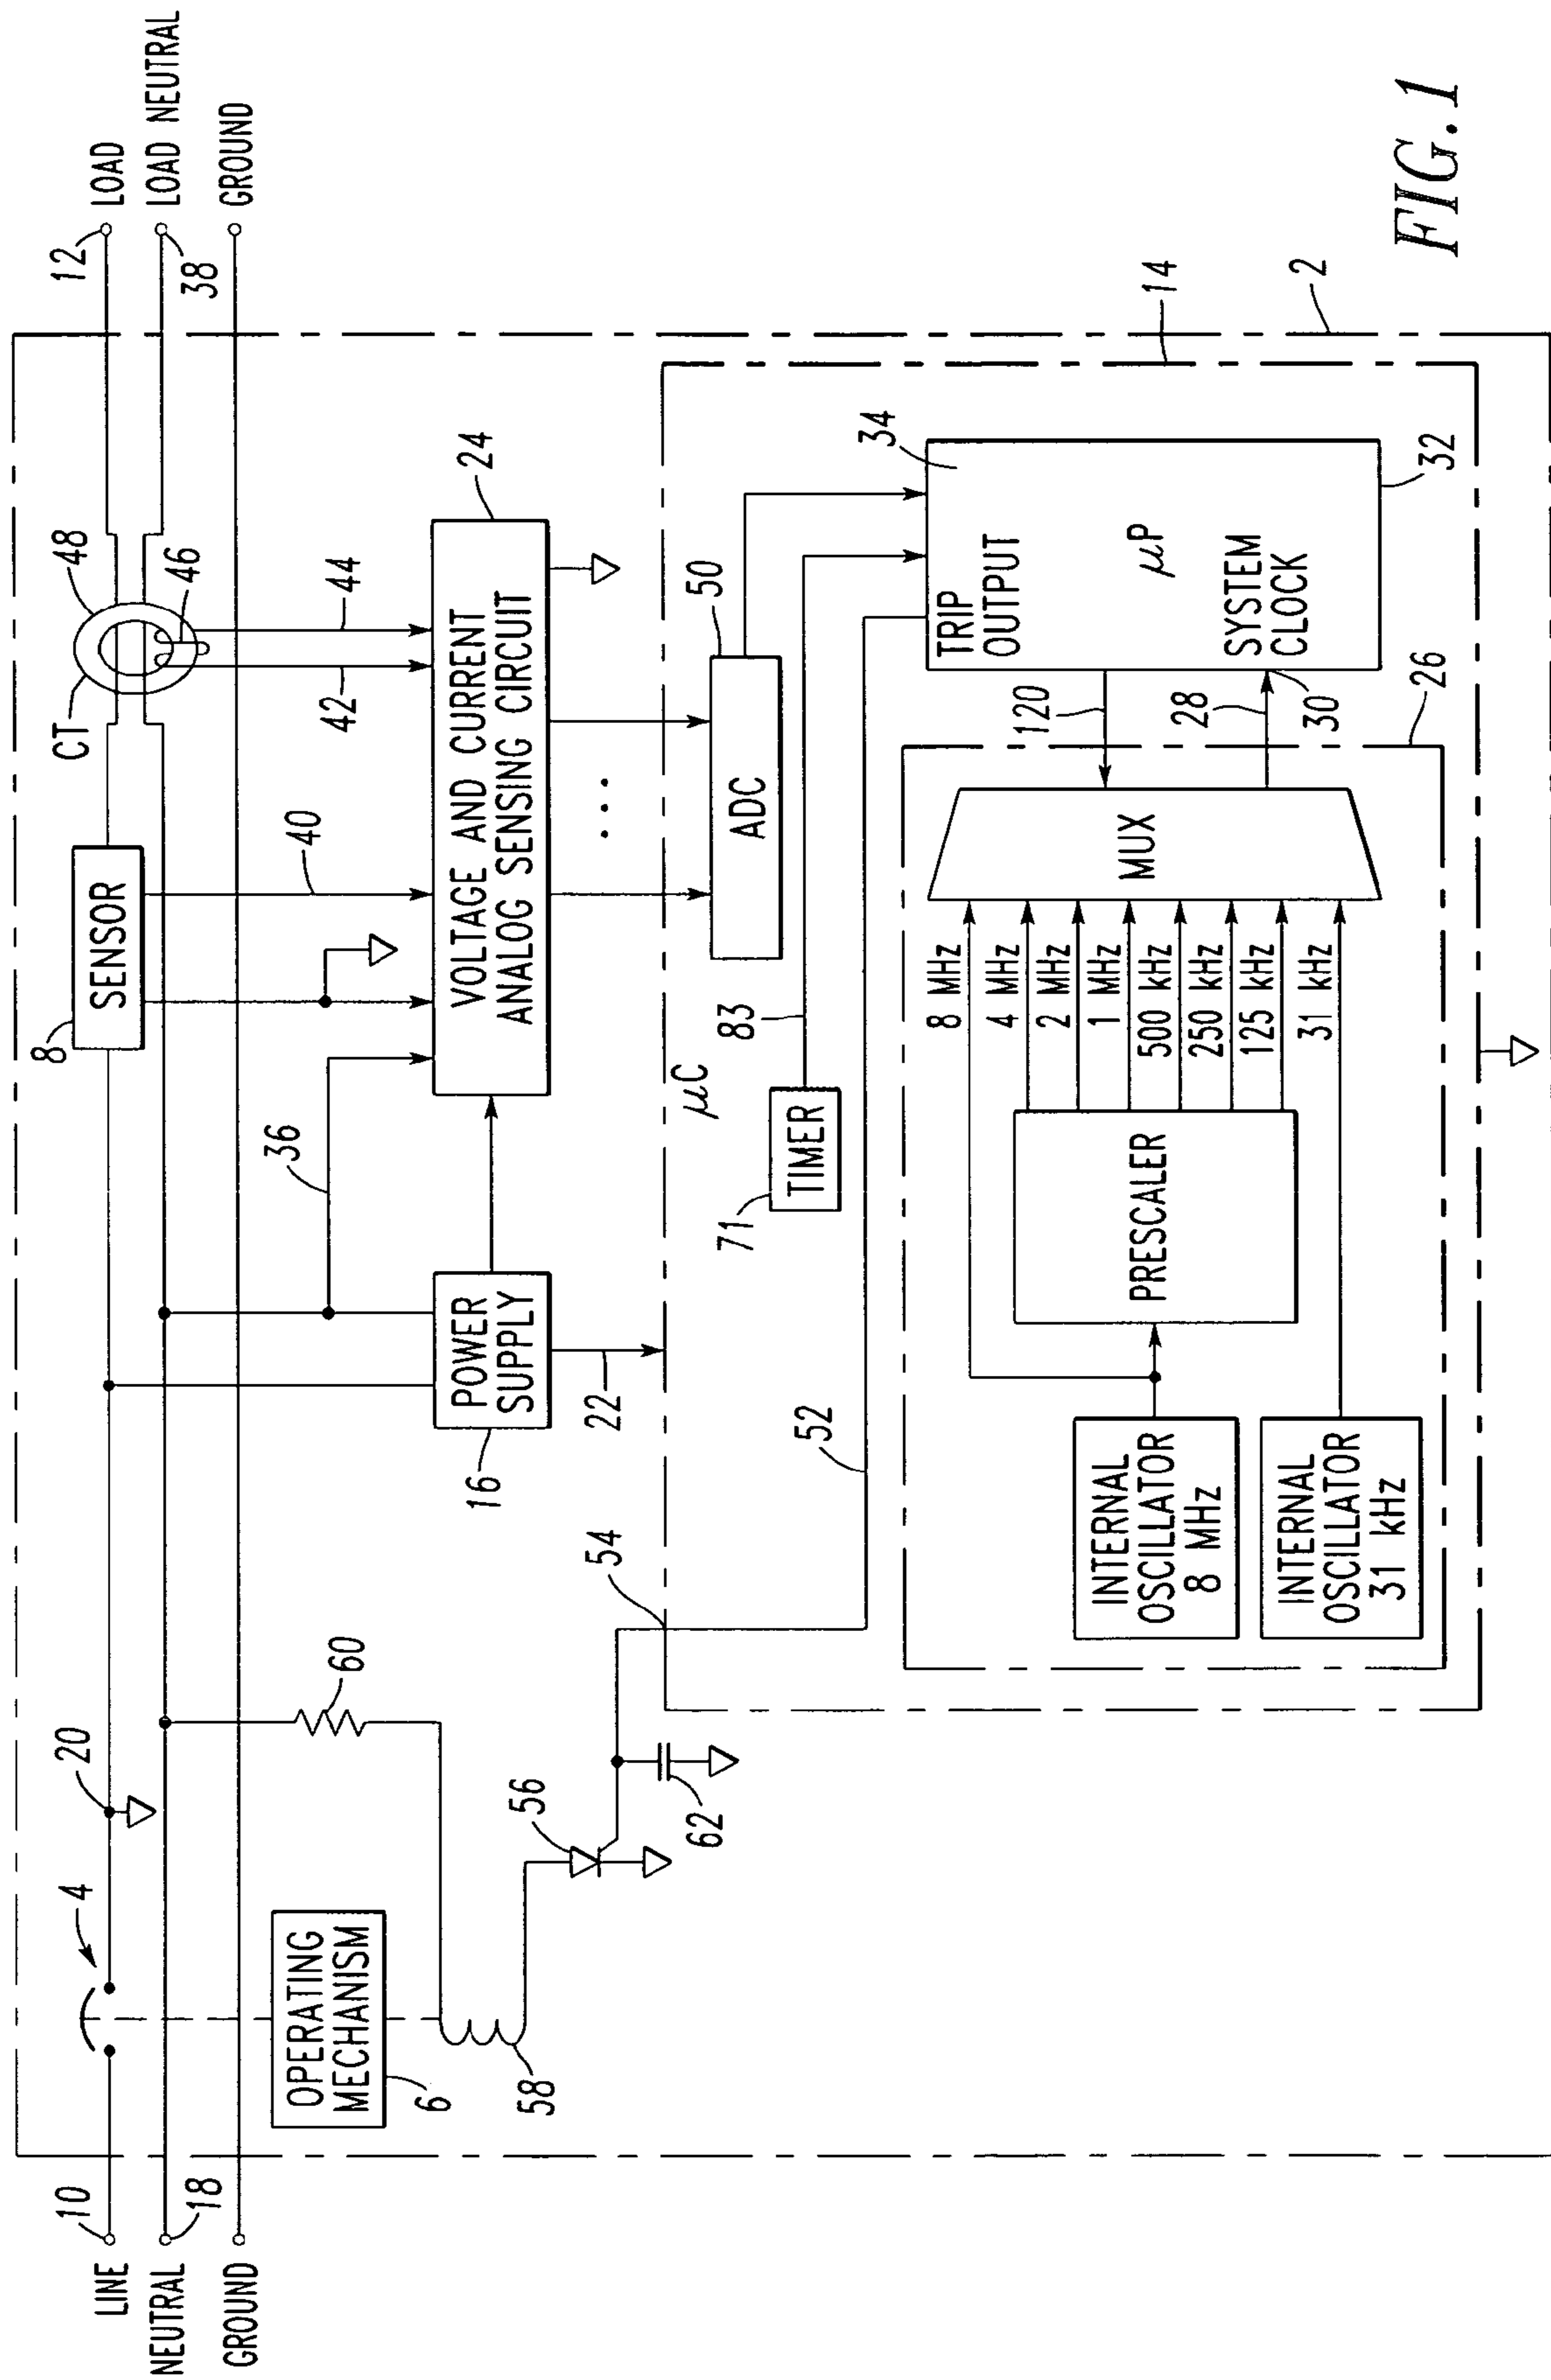 LINE
10
NEUTRAL
18
GROUND
4
20
8
SENSOR
CT
48
46
12
LOAD
LOAD NEUTRAL
38
GROUND
OPERATING
MECHANISM
6
58
60
56
62
54
36
40
42
44
POWER
SUPPLY
16
22
VOLTAGE AND CURRENT
ANALOG SENSING CIRCUIT
24
...
μC
ADC
50
TIMER
71
83
52
TRIP
OUTPUT
34
μP
SYSTEM
CLOCK
32
120
28
30
26
14
2
INTERNAL
OSCILLATOR
8 MHz
INTERNAL
OSCILLATOR
31 kHz
PRESCALER
8 MHz
4 MHz
2 MHz
1 MHz
500 kHz
250 kHz
125 kHz
31 kHz
MUX
FIG.1